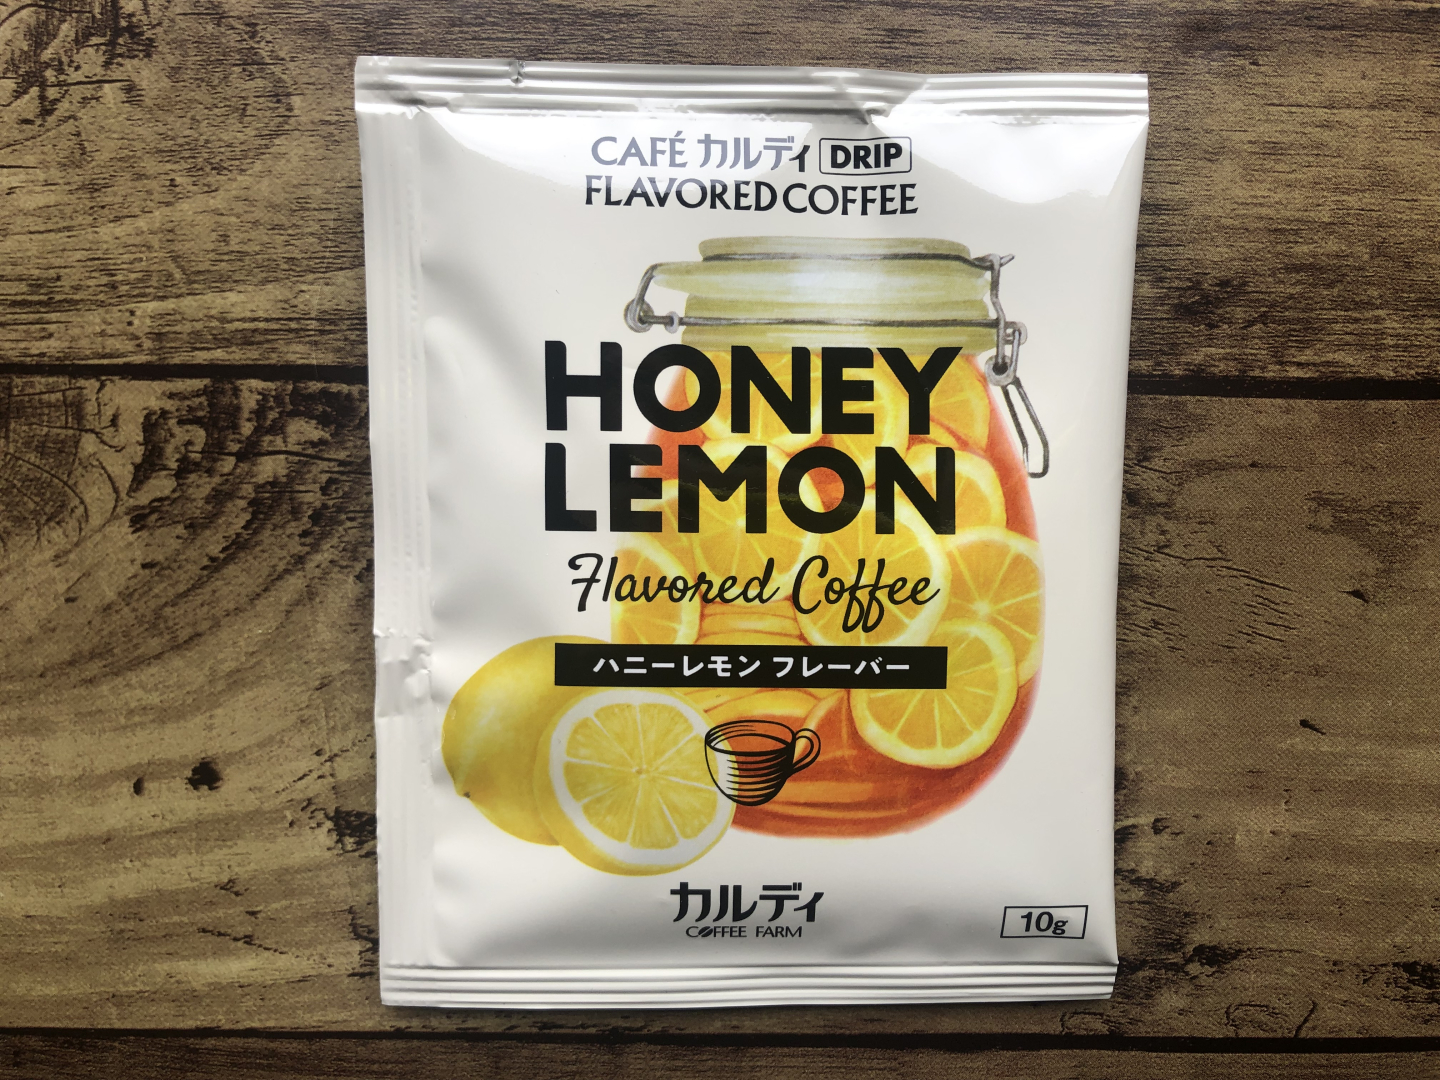 CAFÉ カルディ DRIP
FLAVORED COFFEE
HONEY
LEMON
Flavored Coffee
ハニーレモン フレーバー
カルディ
COFFEE FARM
10g